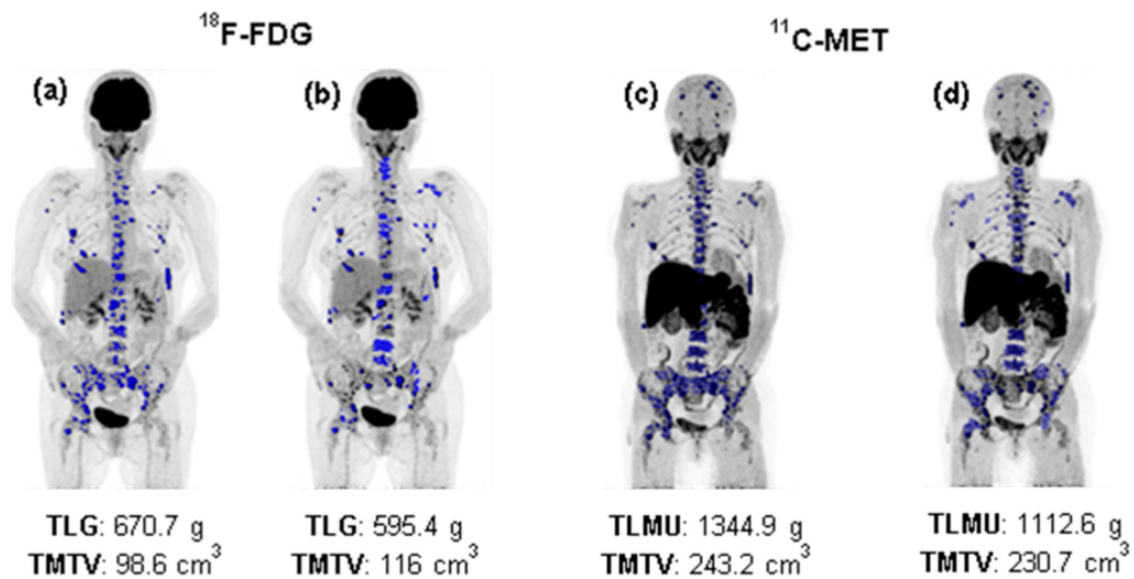 ¹⁸F-FDG
¹¹C-MET
(a)
(b)
(c)
(d)
TLG: 670.7 g
TMTV: 98.6 cm³
TLG: 595.4 g
TMTV: 116 cm³
TLMU: 1344.9 g
TMTV: 243.2 cm³
TLMU: 1112.6 g
TMTV: 230.7 cm³